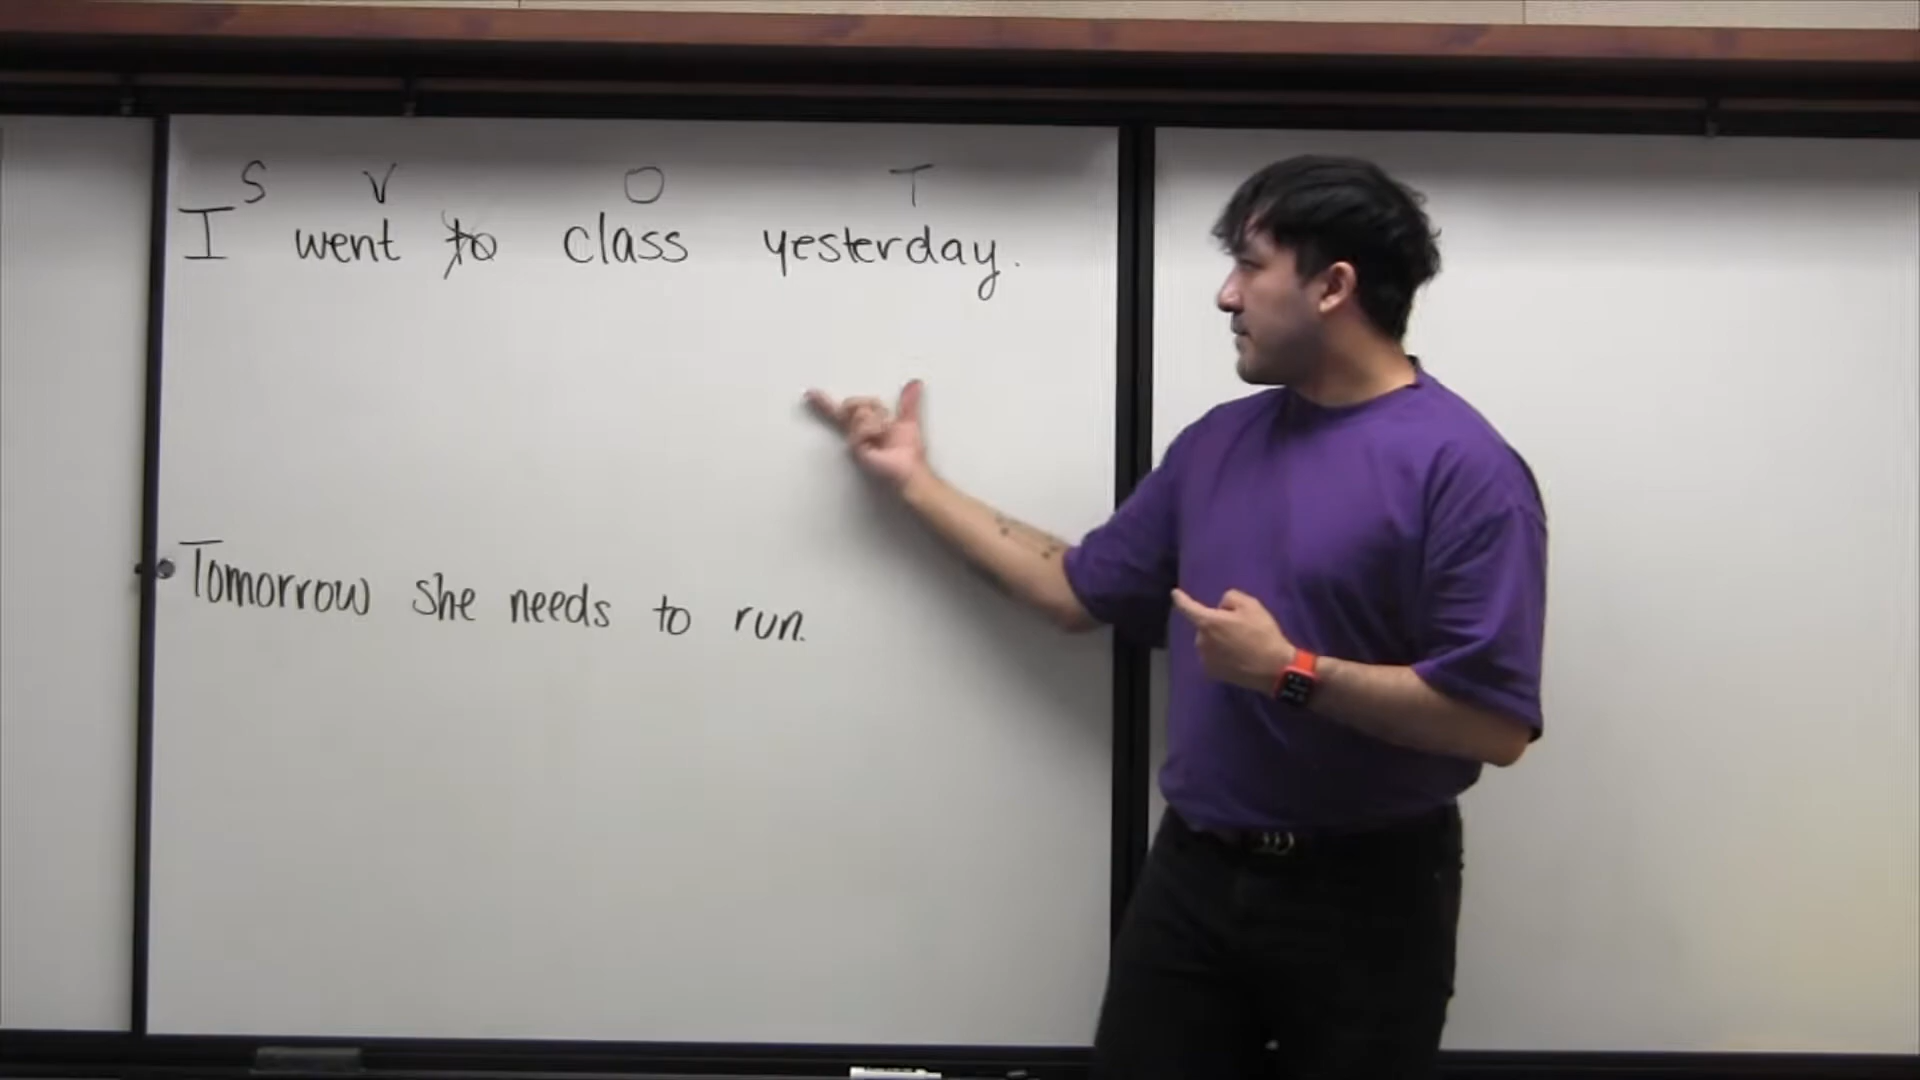 S V O T
I went to class yesterday.
Tomorrow she needs to run.